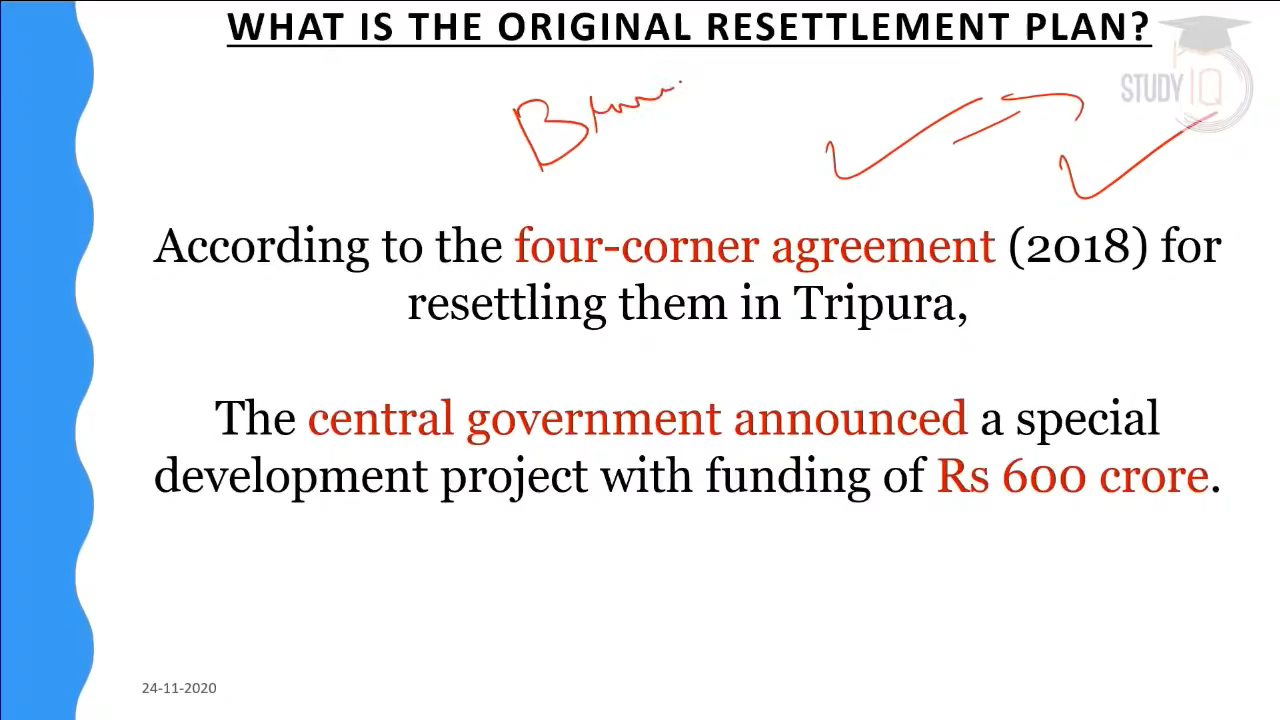 WHAT IS THE ORIGINAL RESETTLEMENT PLAN?
STUDY IQ
According to the four-corner agreement (2018) for
resettling them in Tripura,
The central government announced a special
development project with funding of Rs 600 crore.
24-11-2020